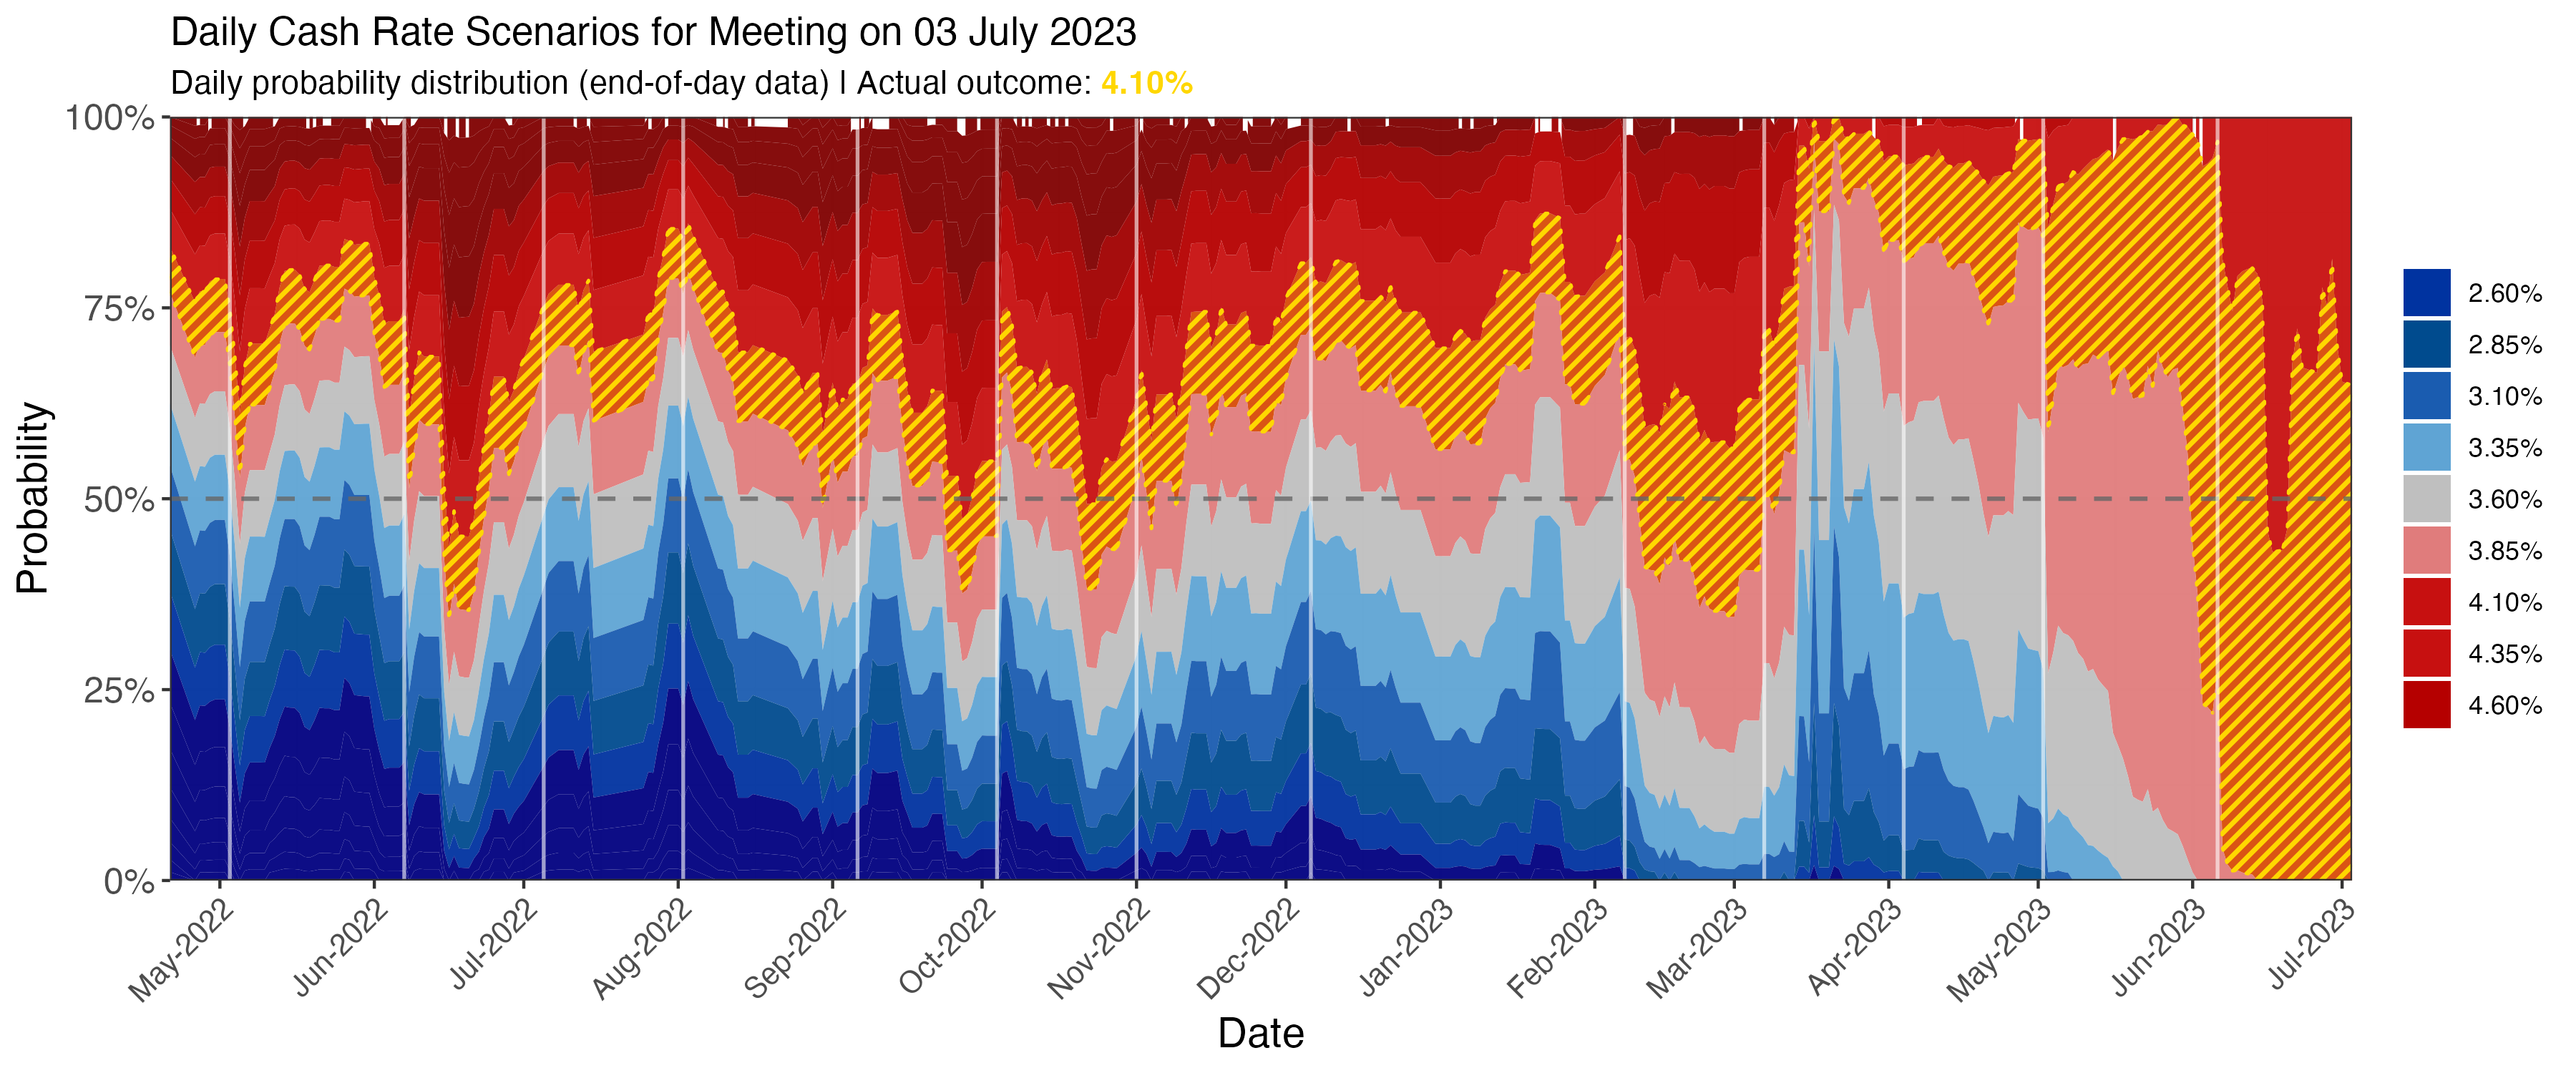 Daily Cash Rate Scenarios for Meeting on 03 July 2023
Daily probability distribution (end-of-day data) | Actual outcome: 4.10%
Probability
100%
75%
50%
25%
0%
May-2022
Jun-2022
Jul-2022
Aug-2022
Sep-2022
Oct-2022
Nov-2022
Dec-2022
Jan-2023
Feb-2023
Mar-2023
Apr-2023
May-2023
Jun-2023
Jul-2023
Date
2.60%
2.85%
3.10%
3.35%
3.60%
3.85%
4.10%
4.35%
4.60%